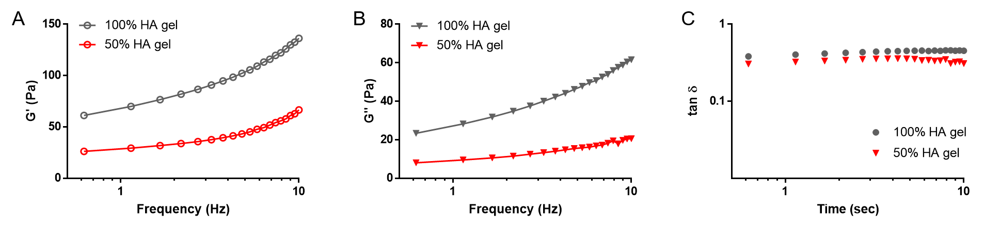 A
100% HA gel
50% HA gel
G' (Pa)
150
100
50
0
1
10
Frequency (Hz)
B
100% HA gel
50% HA gel
G'' (Pa)
80
60
40
20
0
1
10
Frequency (Hz)
C
tan δ
1
0.1
100% HA gel
50% HA gel
1
10
Time (sec)